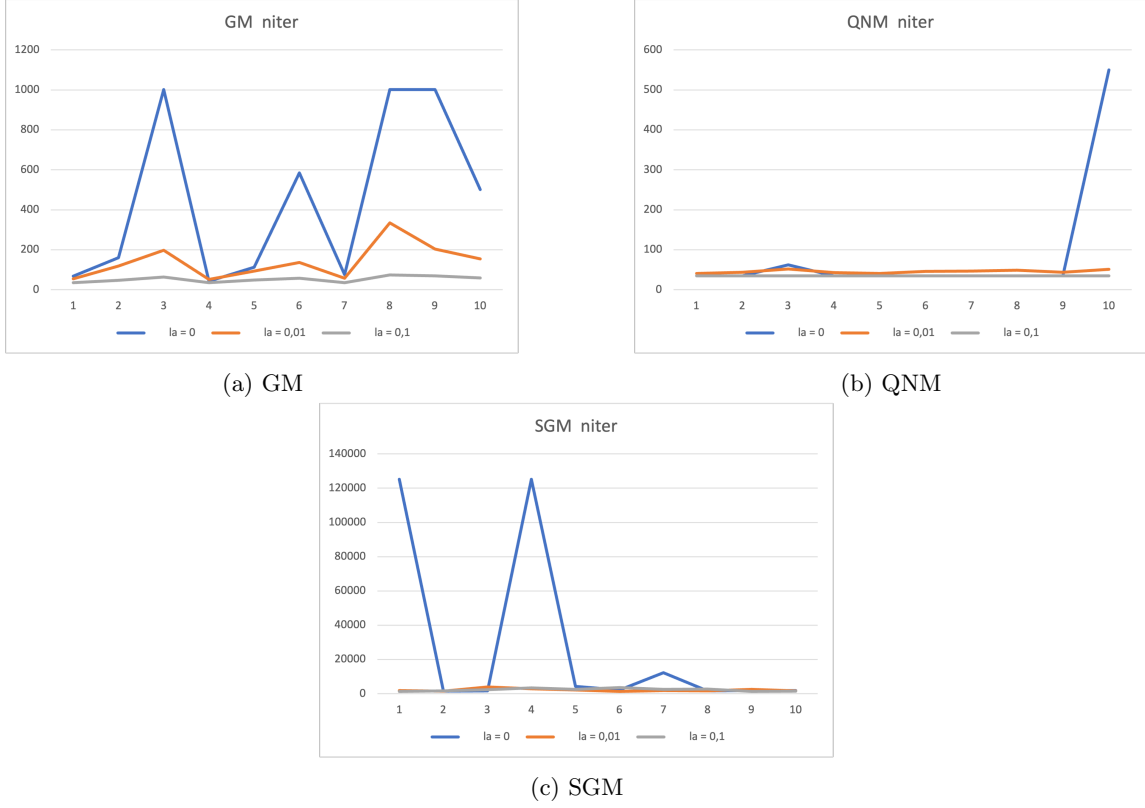 GM niter
1200
1000
800
600
400
200
0
1 2 3 4 5 6 7 8 9 10
la = 0 la = 0,01 la = 0,1
(a) GM
QNM niter
600
500
400
300
200
100
0
1 2 3 4 5 6 7 8 9 10
la = 0 la = 0,01 la = 0,1
(b) QNM
SGM niter
140000
120000
100000
80000
60000
40000
20000
0
1 2 3 4 5 6 7 8 9 10
la = 0 la = 0,01 la = 0,1
(c) SGM